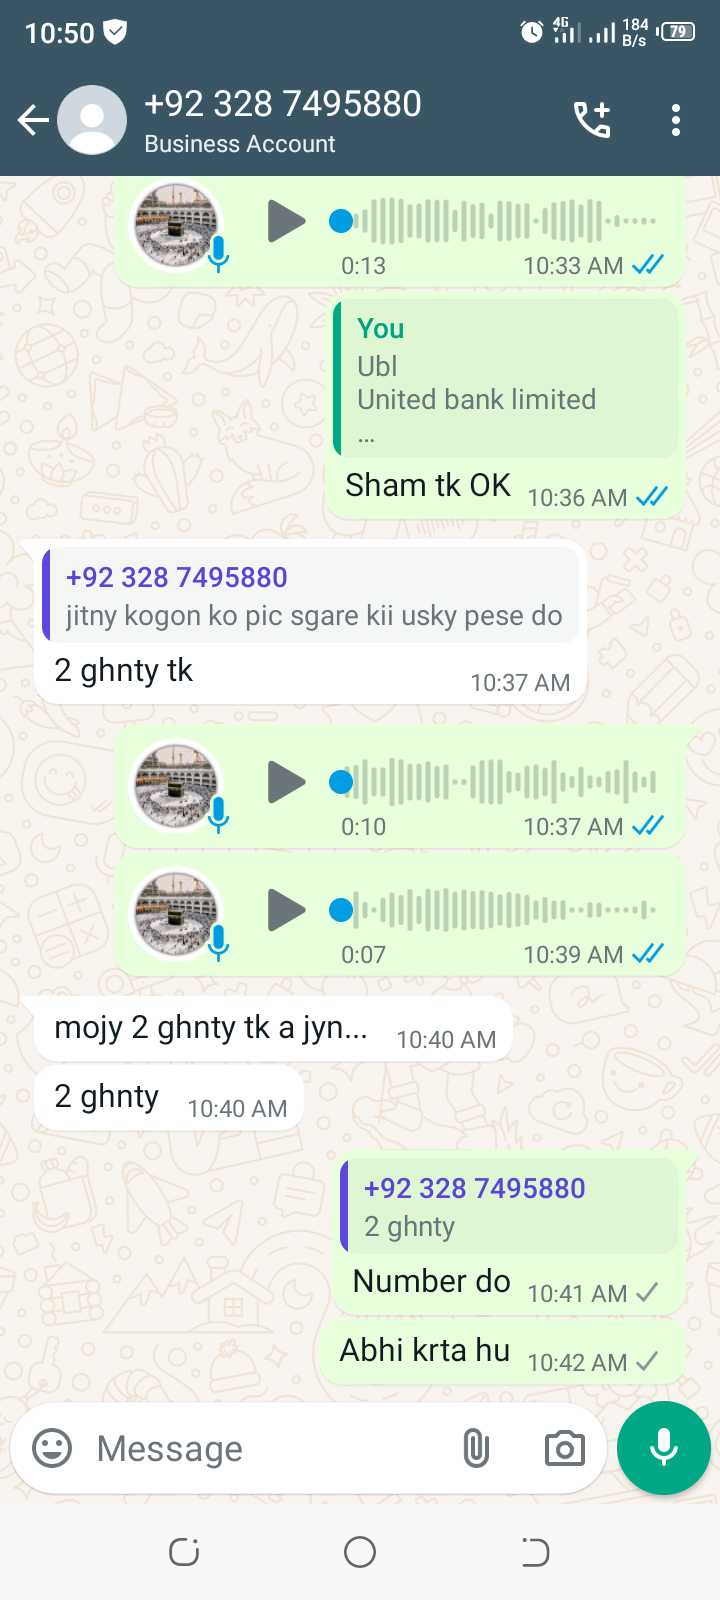 10:50
4G
184
B/s
79
+92 328 7495880
Business Account
0:13
10:33 AM
You
Ubl
United bank limited
...
Sham tk OK
10:36 AM
+92 328 7495880
jitny kogon ko pic sgare kii usky pese do
2 ghnty tk
10:37 AM
0:10
10:37 AM
0:07
10:39 AM
mojy 2 ghnty tk a jyn...
10:40 AM
2 ghnty
10:40 AM
+92 328 7495880
2 ghnty
Number do
10:41 AM
Abhi krta hu
10:42 AM
Message